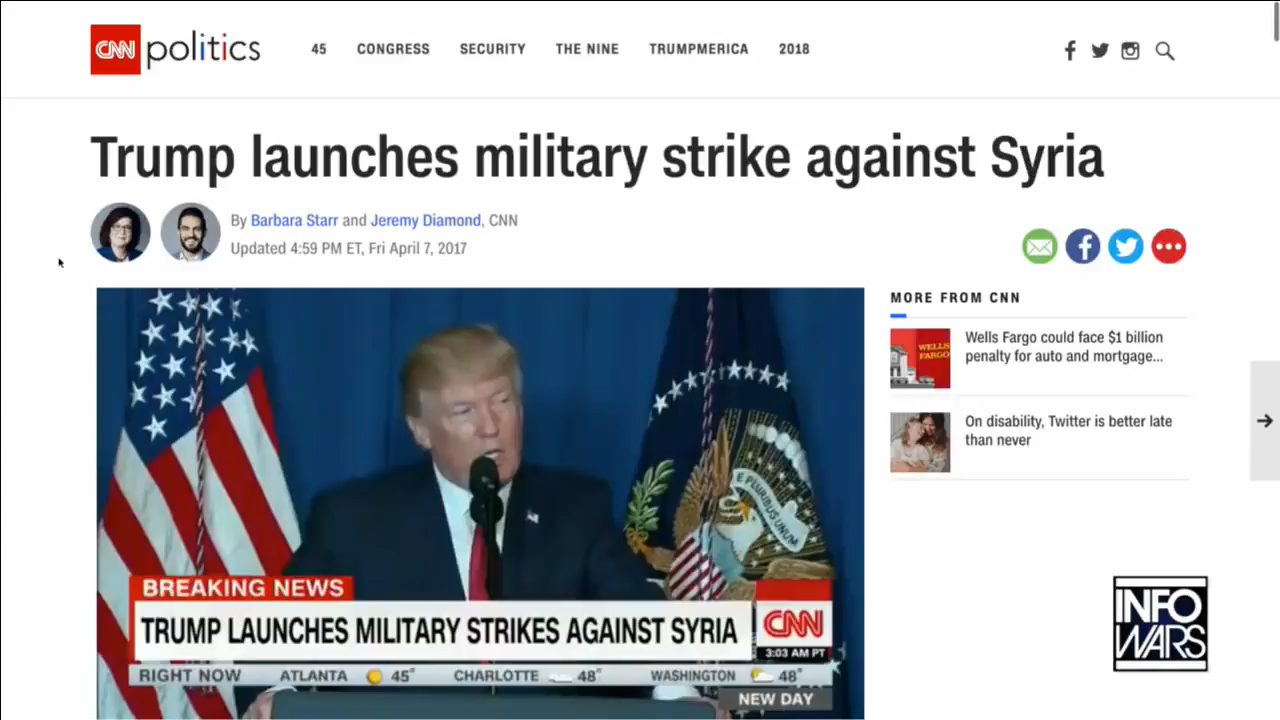 CNN politics
45 CONGRESS SECURITY THE NINE TRUMPMERICA 2018
Trump launches military strike against Syria
By Barbara Starr and Jeremy Diamond, CNN
Updated 4:59 PM ET, Fri April 7, 2017
MORE FROM CNN
WELLS
FARGO
Wells Fargo could face $1 billion
penalty for auto and mortgage...
On disability, Twitter is better late
than never
E PLURIBUS UNUM
BREAKING NEWS
TRUMP LAUNCHES MILITARY STRIKES AGAINST SYRIA
CNN
3:03 AM PT
RIGHT NOW ATLANTA 45° CHARLOTTE 48° WASHINGTON 48°
NEW DAY
INFO
WARS